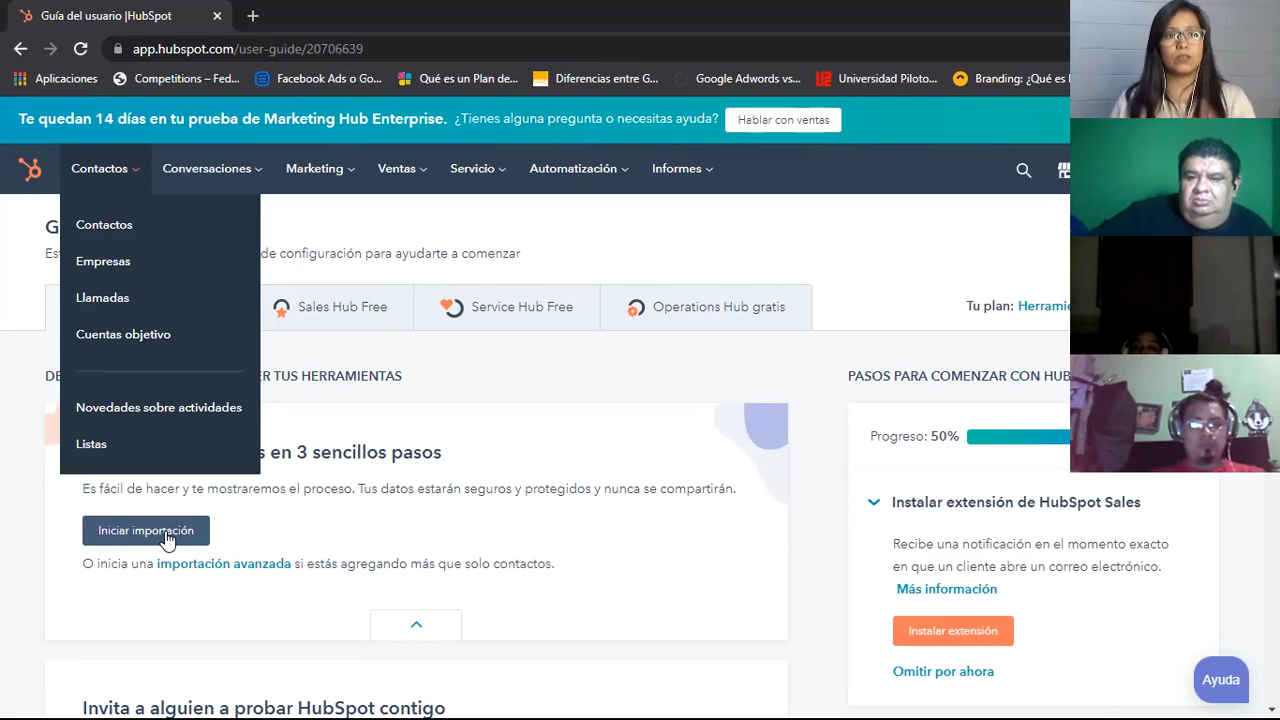 Guía del usuario |HubSpot
app.hubspot.com/user-guide/20706639
Aplicaciones
Competitions – Fed...
Facebook Ads o Go...
Qué es un Plan de...
Diferencias entre G...
Google Adwords vs...
Universidad Piloto...
Branding: ¿Qué es
Te quedan 14 días en tu prueba de Marketing Hub Enterprise. ¿Tienes alguna pregunta o necesitas ayuda? Hablar con ventas
Contactos Conversaciones Marketing Ventas Servicio Automatización Informes
Contactos
Empresas
Llamadas
Cuentas objetivo
Novedades sobre actividades
Listas
G
Es de configuración para ayudarte a comenzar
Sales Hub Free
Service Hub Free
Operations Hub gratis
Tu plan: Herramie
DE ER TUS HERRAMIENTAS
s en 3 sencillos pasos
Es fácil de hacer y te mostraremos el proceso. Tus datos estarán seguros y protegidos y nunca se compartirán.
Iniciar importación
O inicia una importación avanzada si estás agregando más que solo contactos.
Invita a alguien a probar HubSpot contigo
PASOS PARA COMENZAR CON HUB
Progreso: 50%
Instalar extensión de HubSpot Sales
Recibe una notificación en el momento exacto
en que un cliente abre un correo electrónico.
Más información
Instalar extensión
Omitir por ahora
Ayuda